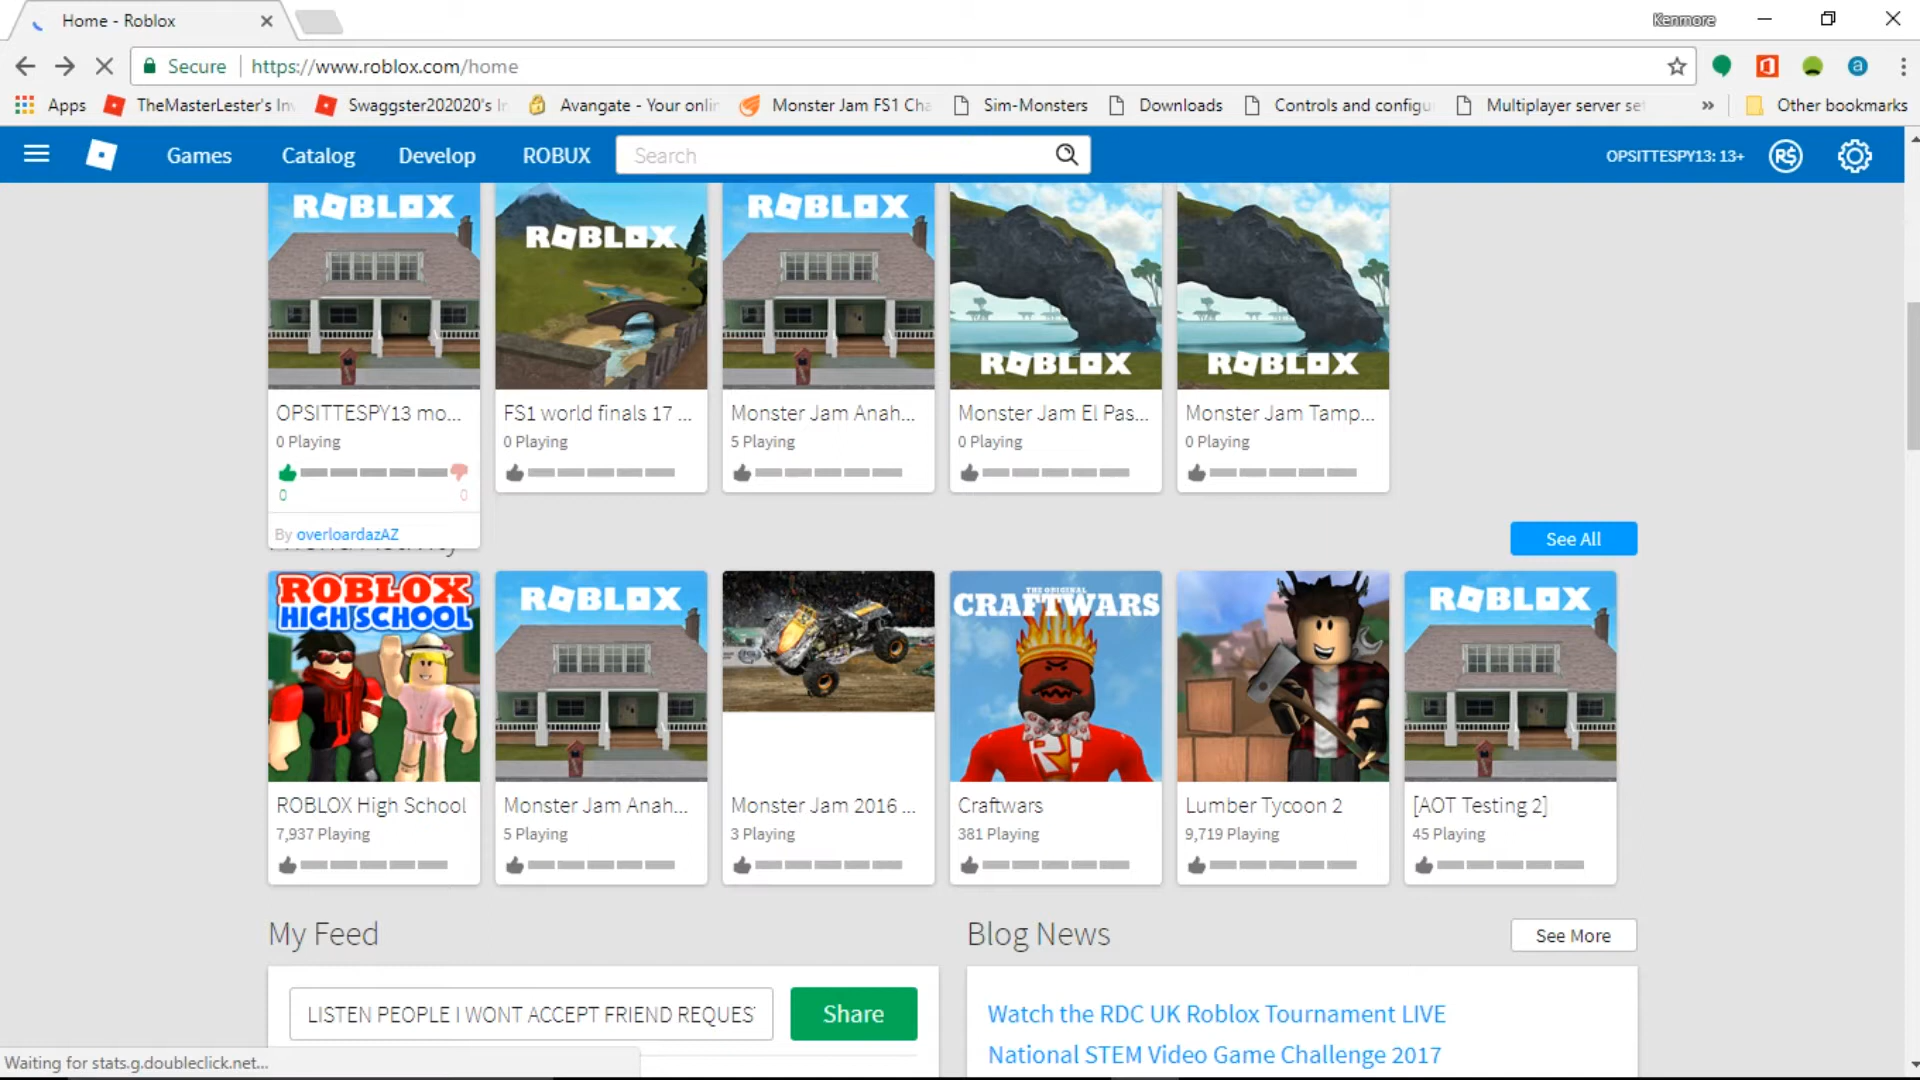 Home - Roblox
Kenmore
Secure https://www.roblox.com/home
Apps TheMasterLester's Inv Swaggster202020's In Avangate - Your onlin Monster Jam FS1 Cha Sim-Monsters Downloads Controls and configu Multiplayer server set » Other bookmarks
Games Catalog Develop ROBUX Search OPSITTESPY13: 13+ R$
ROBLOX ROBLOX ROBLOX ROBLOX ROBLOX
OPSITTESPY13 mo... FS1 world finals 17 ... Monster Jam Anah... Monster Jam El Pas... Monster Jam Tamp...
0 Playing 0 Playing 5 Playing 0 Playing 0 Playing
0 0
By overloardazAZ
Friend Activity See All
ROBLOX HIGH SCHOOL ROBLOX THE ORIGINAL CRAFTWARS ROBLOX
ROBLOX High School Monster Jam Anah... Monster Jam 2016 ... Craftwars Lumber Tycoon 2 [AOT Testing 2]
7,937 Playing 5 Playing 3 Playing 381 Playing 9,719 Playing 45 Playing
My Feed Blog News See More
LISTEN PEOPLE I WONT ACCEPT FRIEND REQUES Share
Watch the RDC UK Roblox Tournament LIVE
National STEM Video Game Challenge 2017
Waiting for stats.g.doubleclick.net...